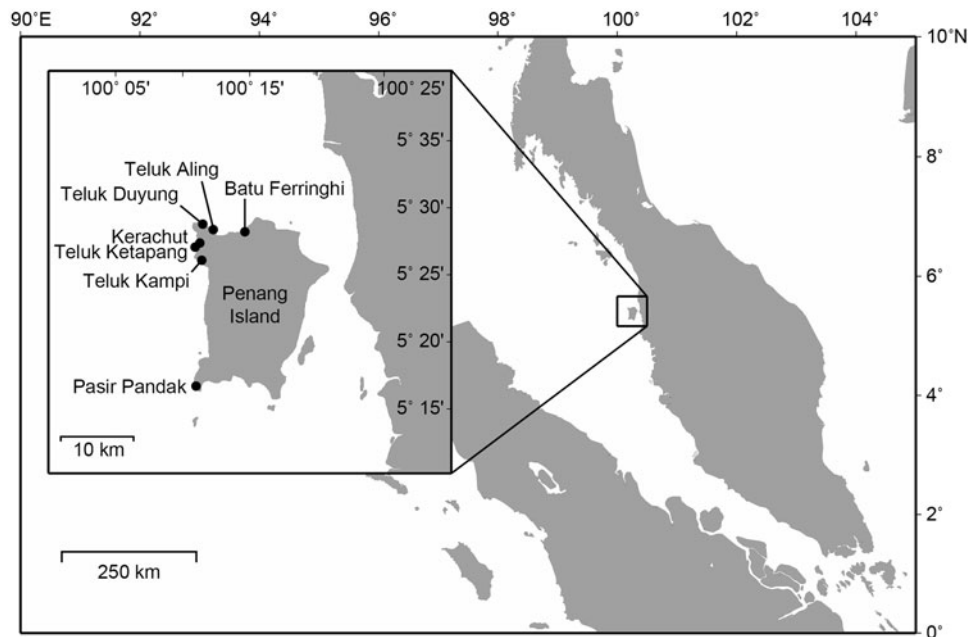 90°E 92 94 96 98 100 102 104
10°N
8°
6°
4°
2°
0°
100° 05' 100° 15' 100° 25'
5° 35'
5° 30'
5° 25'
5° 20'
5° 15'
Teluk Aling
Teluk Duyung
Batu Ferringhi
Kerachut
Teluk Ketapang
Teluk Kampi
Penang
Island
Pasir Pandak
10 km
250 km